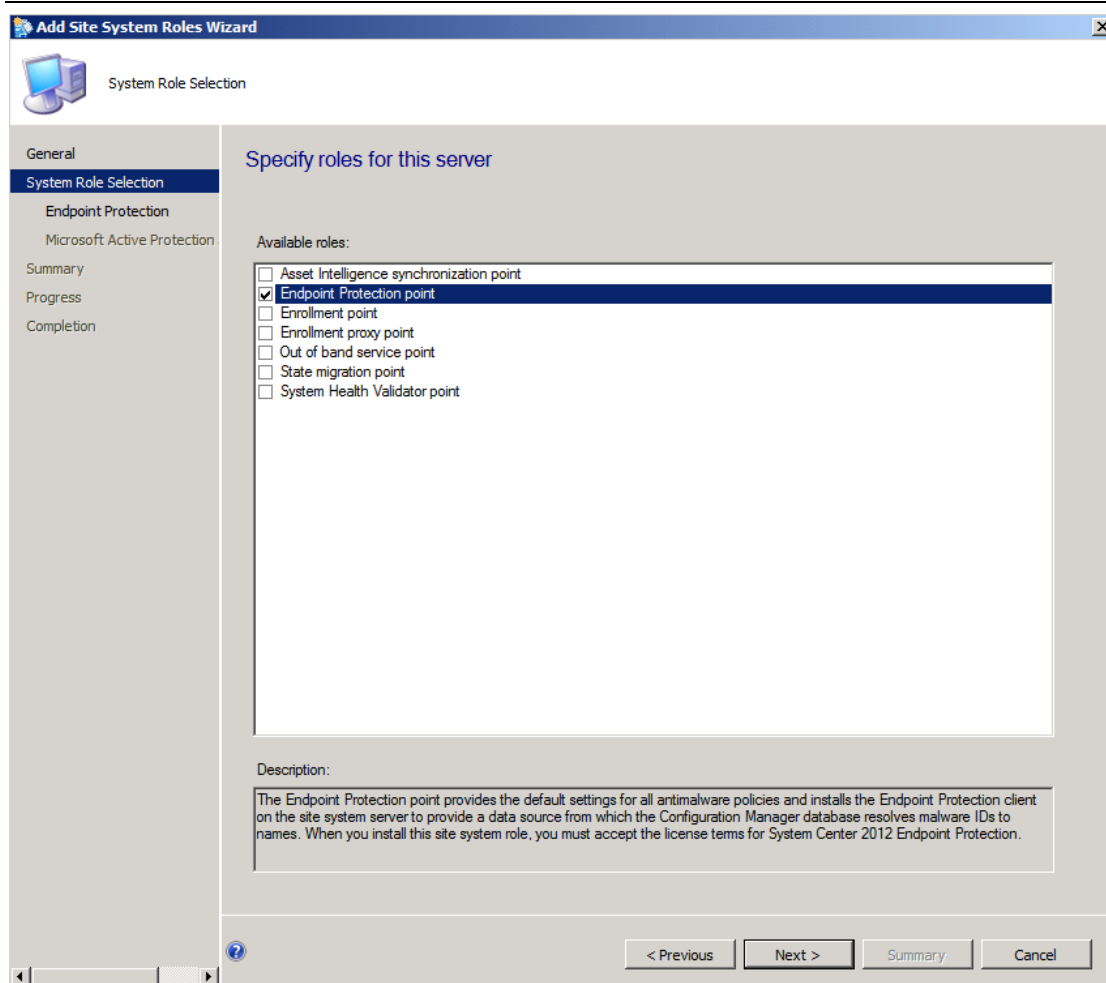 Add Site System Roles Wizard
System Role Selection
General
System Role Selection
Endpoint Protection
Microsoft Active Protection
Summary
Progress
Completion
Specify roles for this server
Available roles:
Asset Intelligence synchronization point
Endpoint Protection point
Enrollment point
Enrollment proxy point
Out of band service point
State migration point
System Health Validator point
Description:
The Endpoint Protection point provides the default settings for all antimalware policies and installs the Endpoint Protection client
on the site system server to provide a data source from which the Configuration Manager database resolves malware IDs to
names. When you install this site system role, you must accept the license terms for System Center 2012 Endpoint Protection.
< Previous
Next >
Summary
Cancel